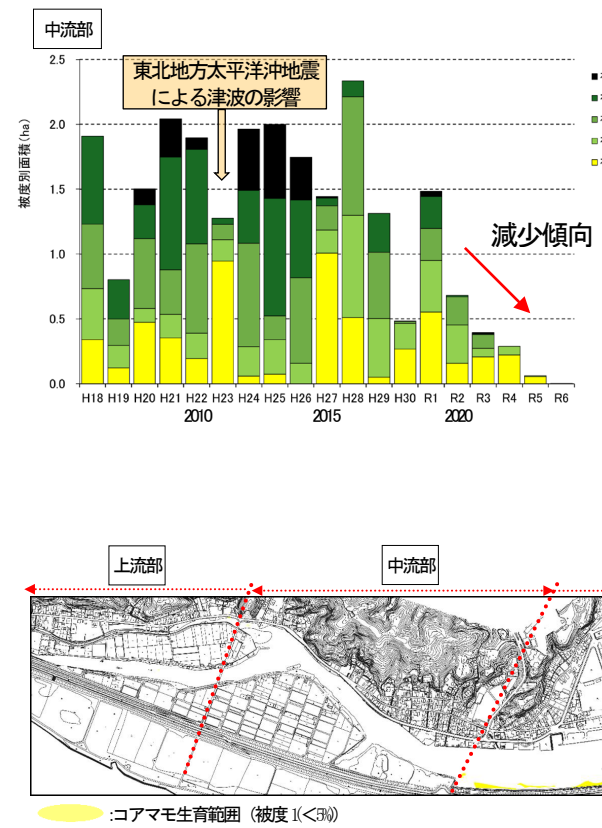 中流部
東北地方太平洋沖地震
による津波の影響
被度別面積(ha)
2.5
2.0
1.5
1.0
0.5
0.0
減少傾向
H18 H19 H20 H21 H22 H23 H24 H25 H26 H27 H28 H29 H30 R1 R2 R3 R4 R5 R6
2010 2015 2020
上流部 中流部
:コアマモ生育範囲 (被度1(<5%))